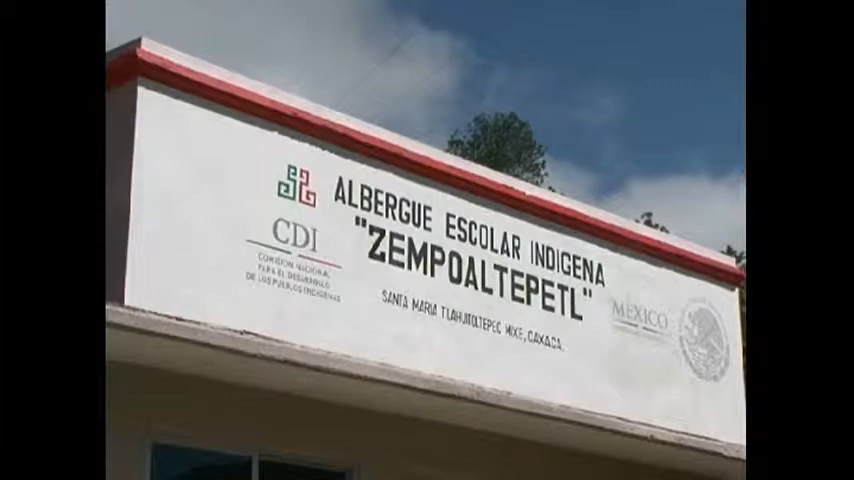 CDI
COMISION NACIONAL
PARA EL DESARROLLO
DE LOS PUEBLOS INDIGENAS
ALBERGUE ESCOLAR INDIGENA
"ZEMPOALTEPETL"
SANTA MARIA TLAHUITOLTEPEC MIXE, OAXACA.
MEXICO